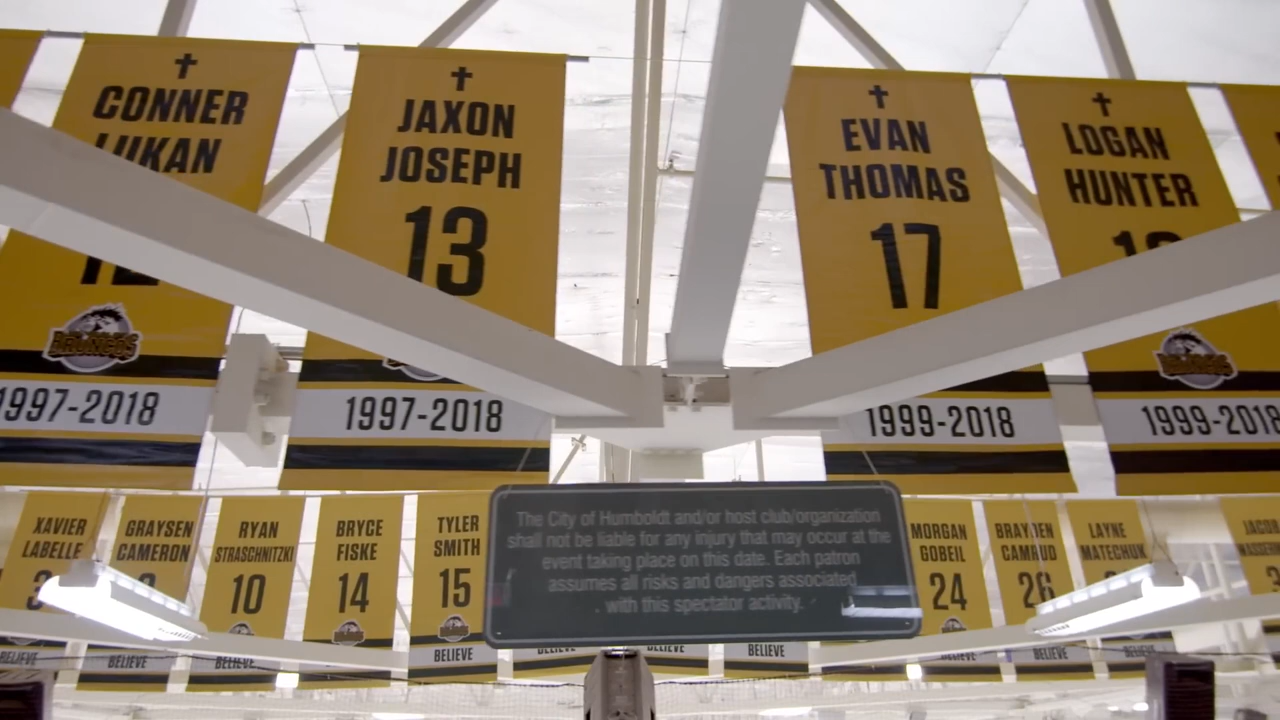 CONNER
LUKAN
BRONCOS
1997-2018
JAXON
JOSEPH
13
1997-2018
EVAN
THOMAS
17
1999-2018
LOGAN
HUNTER
1999-2018
XAVIER
LABELLE
BELIEVE
GRAYSEN
CAMERON
BELIEVE
RYAN
STRASCHNITZKI
10
BELIEVE
BRYCE
FISKE
14
TYLER
SMITH
15
BELIEVE
The City of Humboldt and/or host club/organization
shall not be liable for any injury that may occur at the
event taking place on this date. Each patron
assumes all risks and dangers associated
with this spectator activity.
BELIEVE
BELIEVE
BELIEVE
MORGAN
GOBEIL
24
BELIEVE
BRAYDEN
CAMRUD
26
BELIEVE
LAYNE
MATECHUK
BELIEVE